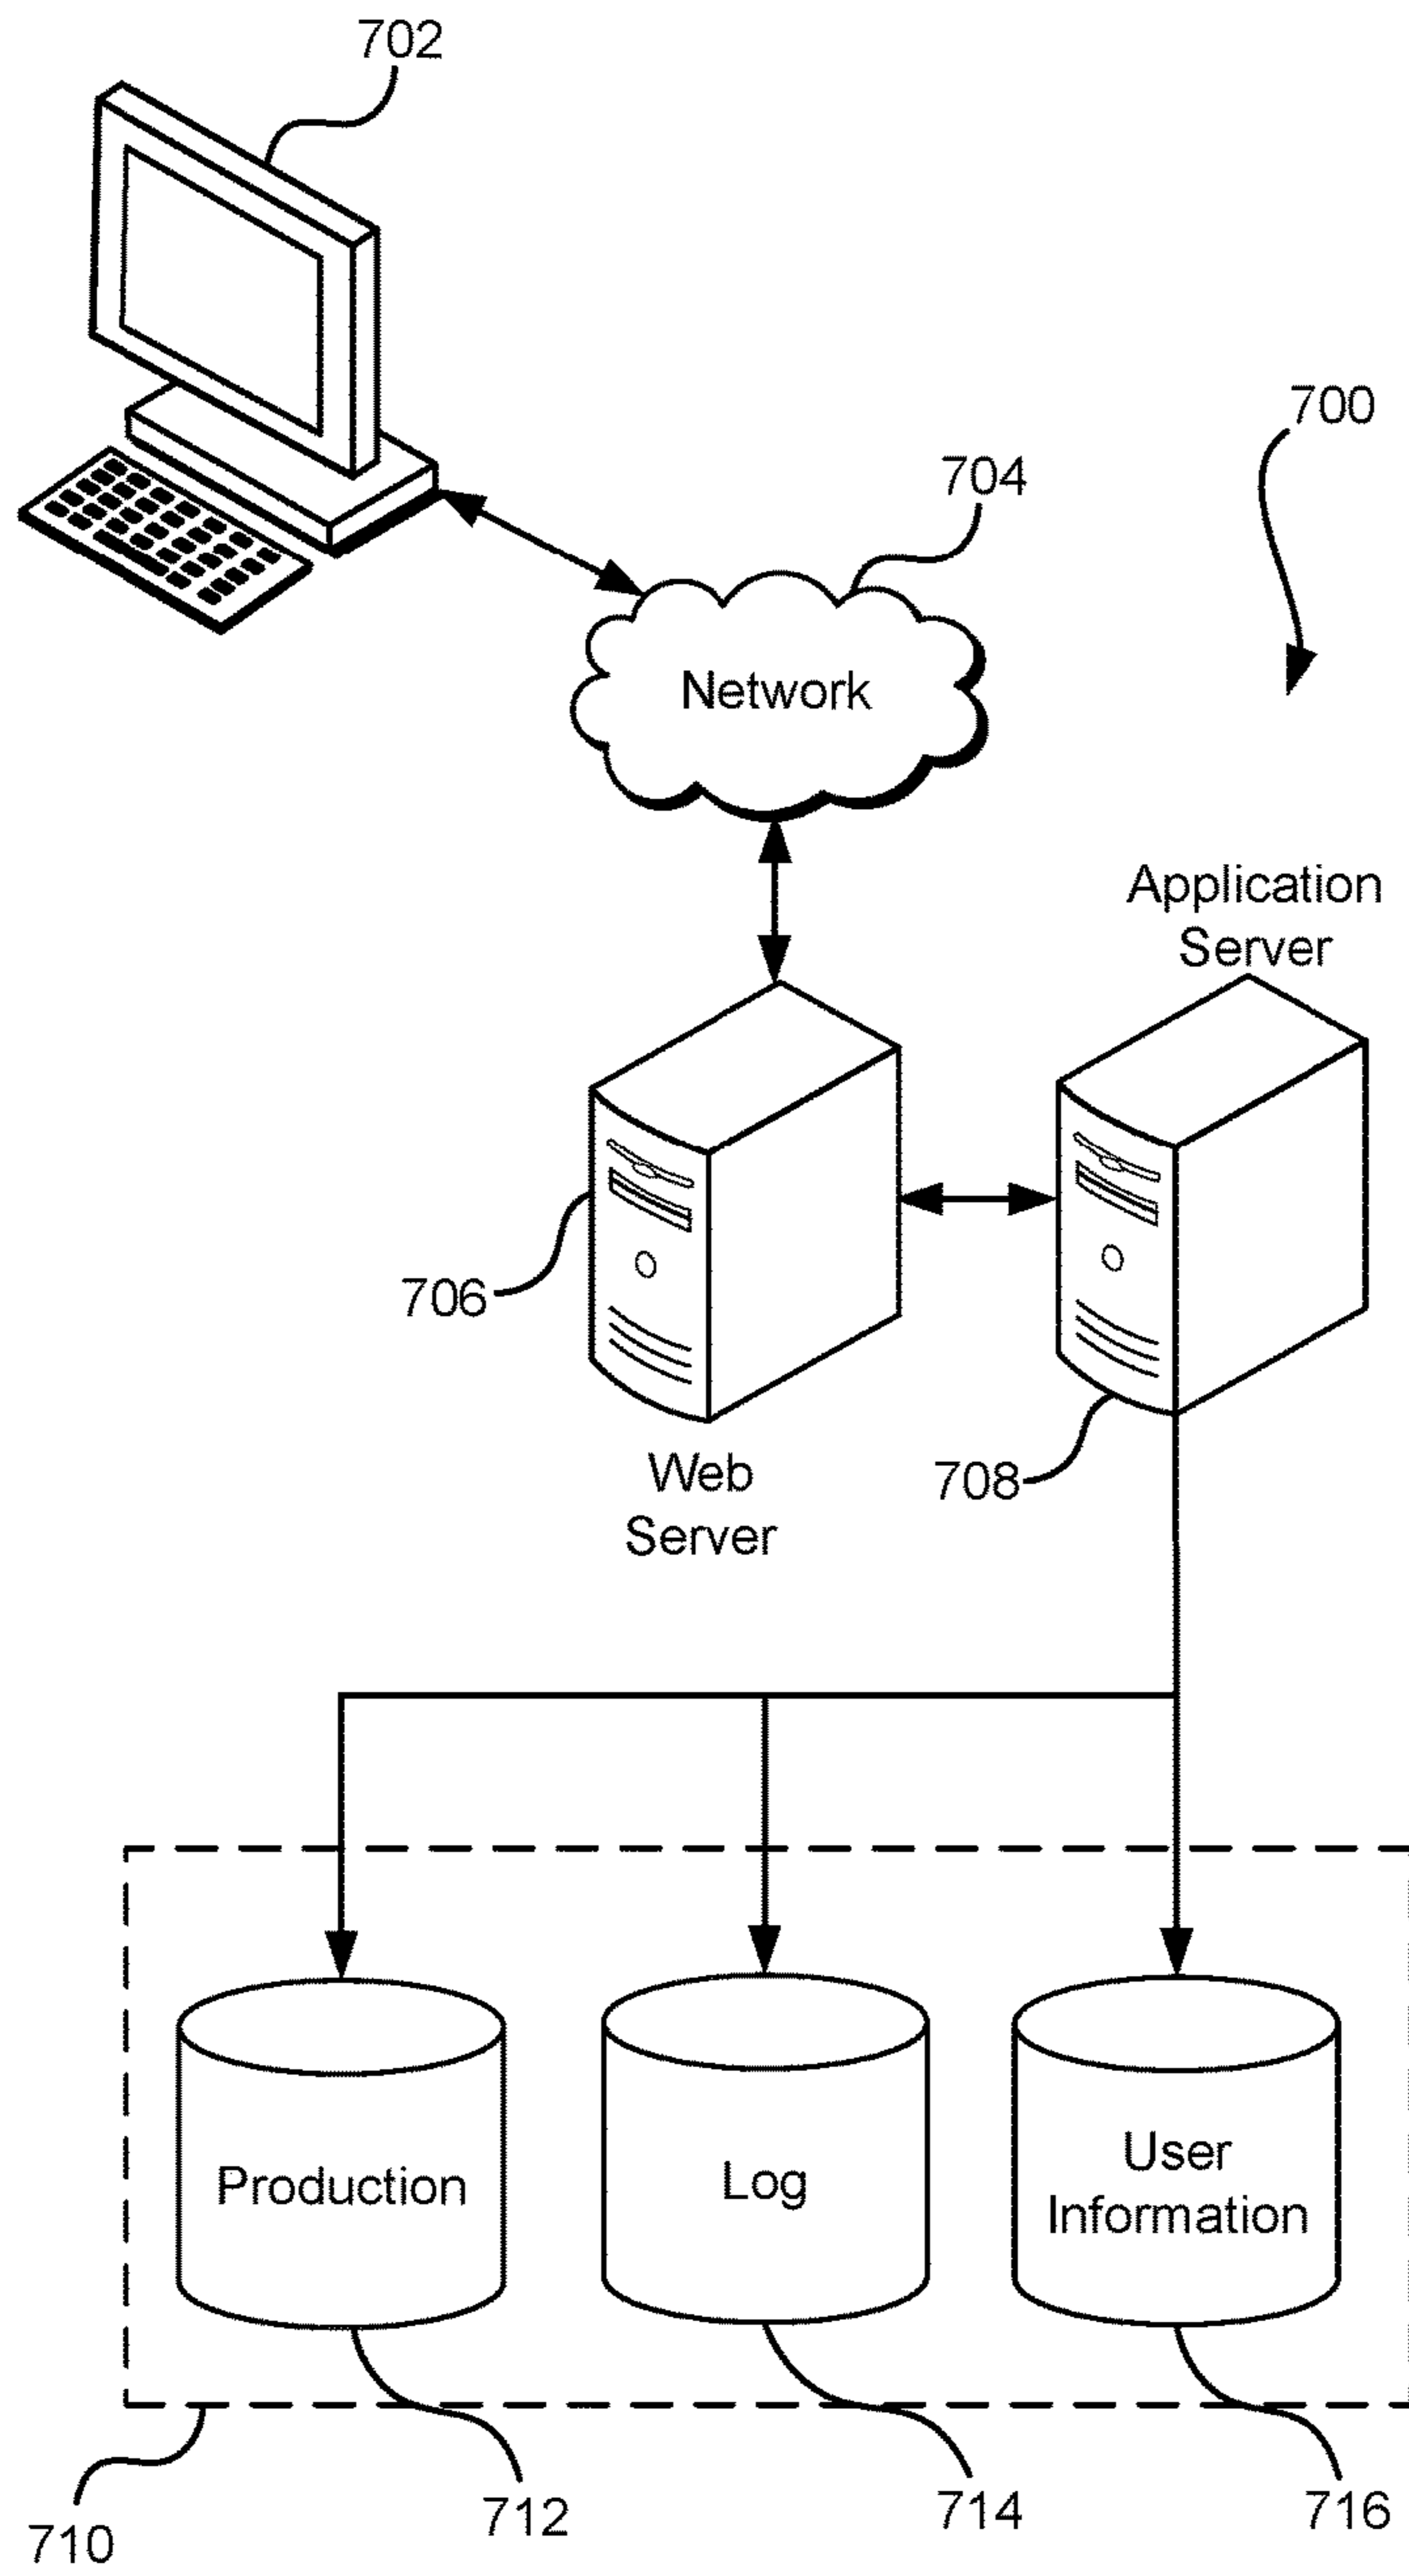 702
700
704
Network
Application
Server
706
708
Web
Server
Production
Log
User
Information
710
712
714
716